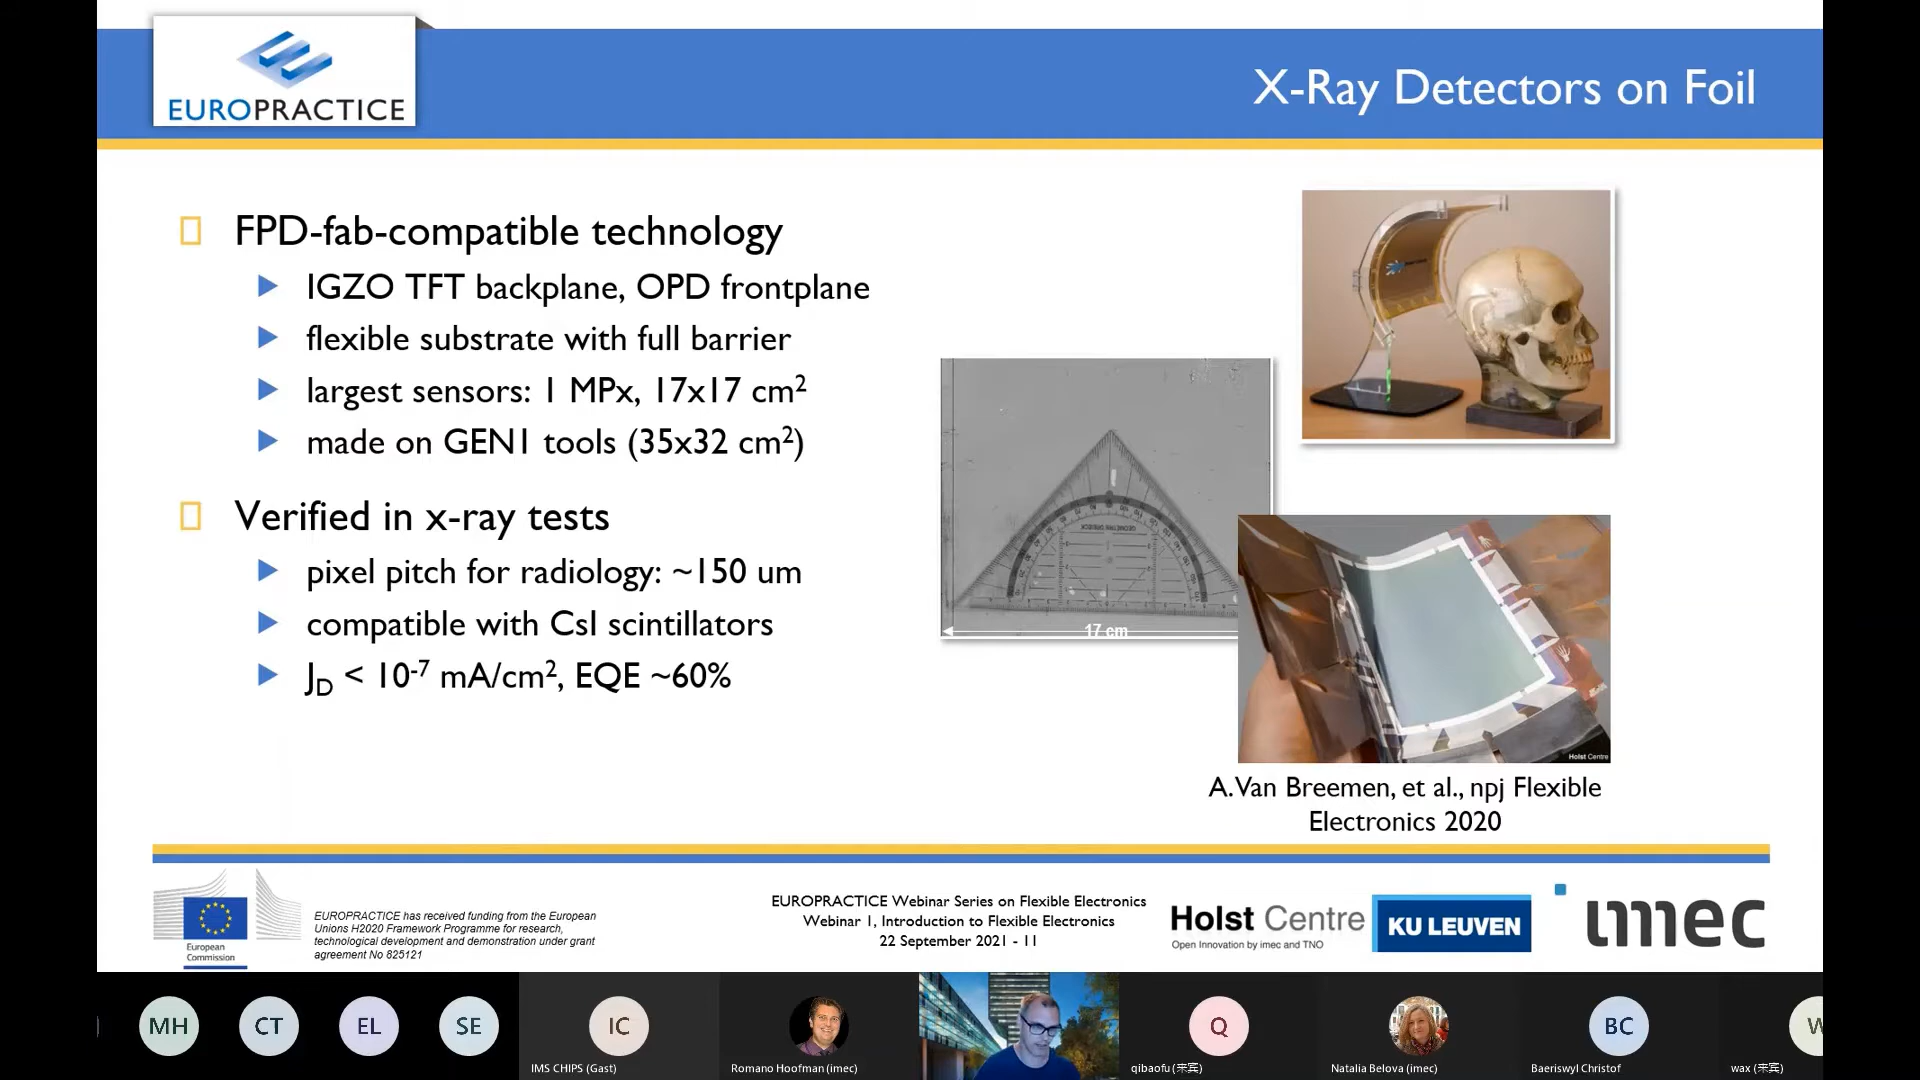 EUROPRACTICE
X-Ray Detectors on Foil
FPD-fab-compatible technology
IGZO TFT backplane, OPD frontplane
flexible substrate with full barrier
largest sensors: 1 MPx, 17x17 cm²
made on GEN1 tools (35x32 cm²)
Verified in x-ray tests
pixel pitch for radiology: ~150 um
compatible with CsI scintillators
J_D < 10⁻⁷ mA/cm², EQE ~60%
17 cm
Holst Centre
A. Van Breemen, et al., npj Flexible
Electronics 2020
European
Commission
EUROPRACTICE has received funding from the European
Unions H2020 Framework Programme for research,
technological development and demonstration under grant
agreement No 825121
EUROPRACTICE Webinar Series on Flexible Electronics
Webinar 1, Introduction to Flexible Electronics
22 September 2021 - 11
Holst Centre
Open Innovation by imec and TNO
KU LEUVEN
imec
MH
CT
EL
SE
IC
IMS CHIPS (Gast)
Romano Hoofman (imec)
Q
qibaofu (来宾)
Natalia Belova (imec)
BC
Baeriswyl Christof
W
wax (来宾)